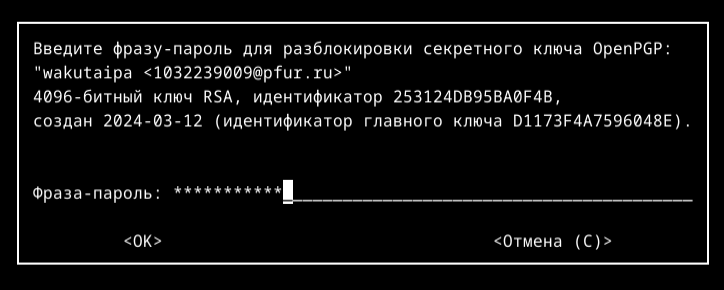 Введите фразу-пароль для разблокировки секретного ключа OpenPGP:
"wakutaipa <1032239009@pfur.ru>"
4096-битный ключ RSA, идентификатор 253124DB95BA0F4B,
создан 2024-03-12 (идентификатор главного ключа D1173F4A7596048E).
Фраза-пароль: ***********________________________________________
<OK> <Отмена (C)>